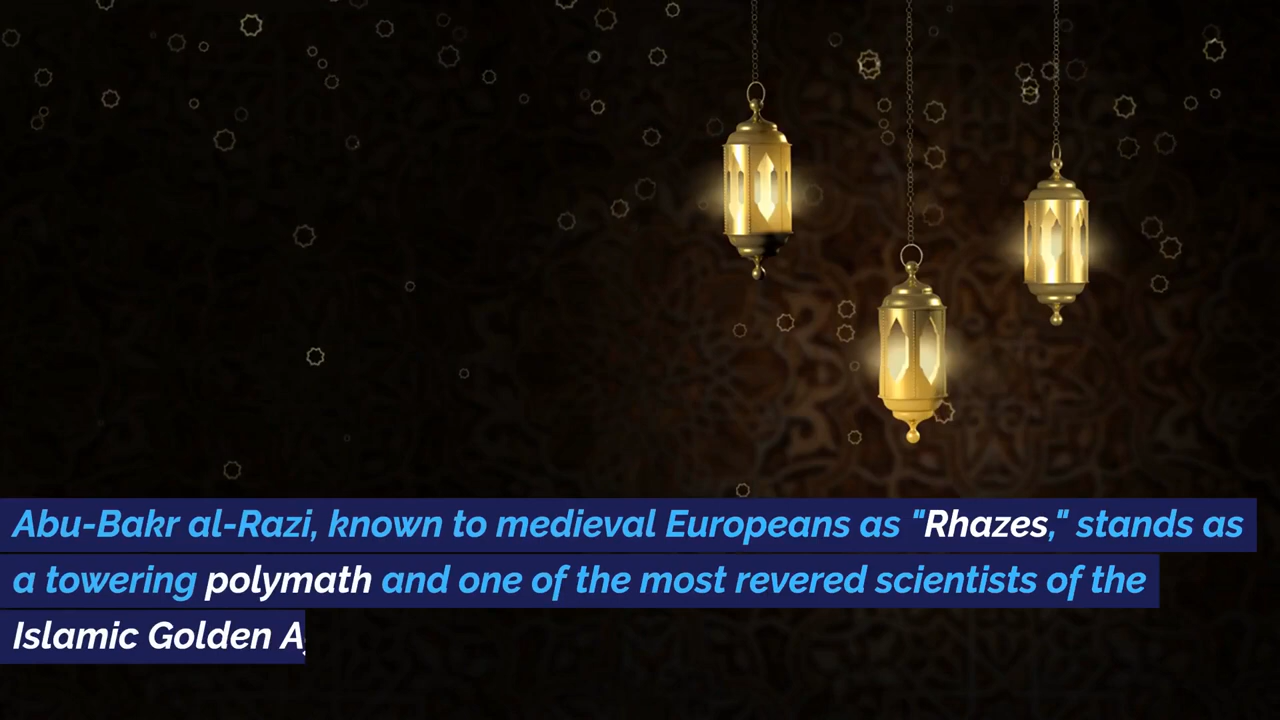 Abu-Bakr al-Razi, known to medieval Europeans as "Rhazes," stands as
a towering polymath and one of the most revered scientists of the
Islamic Golden A